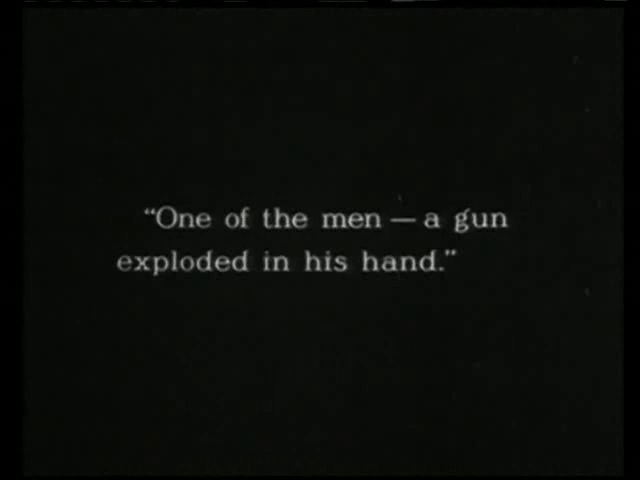 “One of the men — a gun
exploded in his hand.”